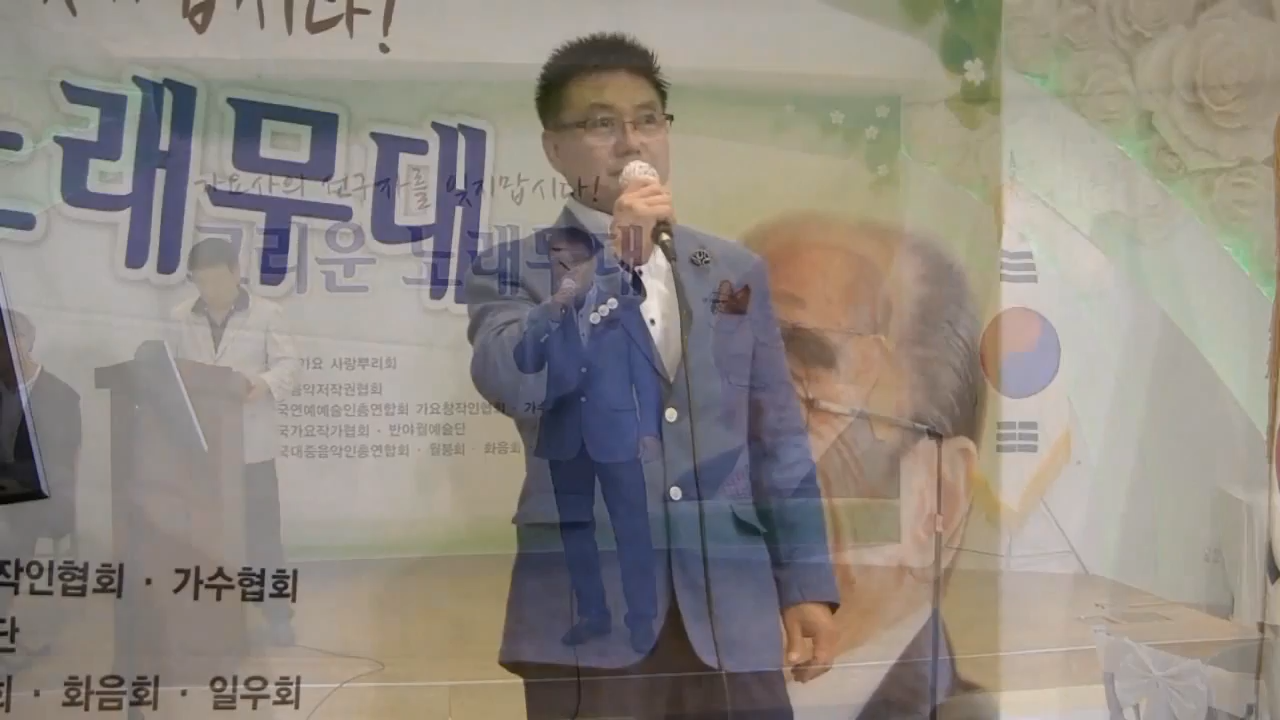 시다!
노래무대
가요사의 선구자를 잊지맙시다!
그리운 노래무대
가요 사랑뿌리회
음악저작권협회
국연예예술인총연합회 가요창작인협회 · 가수
국가요작가협회 · 반야월예술단
국대중음악인총연합회 · 월붕회 · 화음회
작인협회 · 가수협회
단
회 · 화음회 · 일우회